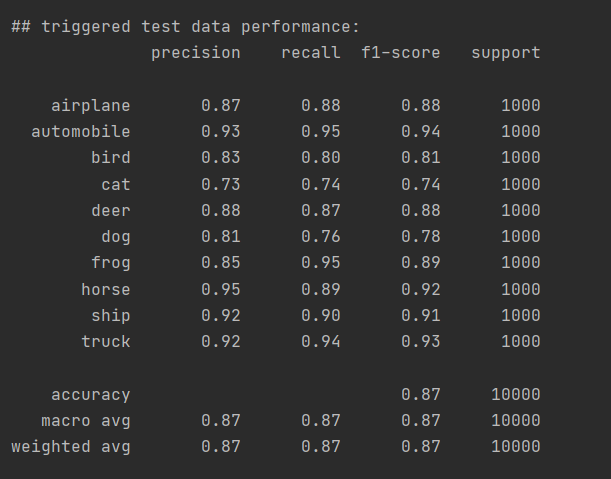 ## triggered test data performance:
precision recall f1-score support
airplane 0.87 0.88 0.88 1000
automobile 0.93 0.95 0.94 1000
bird 0.83 0.80 0.81 1000
cat 0.73 0.74 0.74 1000
deer 0.88 0.87 0.88 1000
dog 0.81 0.76 0.78 1000
frog 0.85 0.95 0.89 1000
horse 0.95 0.89 0.92 1000
ship 0.92 0.90 0.91 1000
truck 0.92 0.94 0.93 1000
accuracy 0.87 10000
macro avg 0.87 0.87 0.87 10000
weighted avg 0.87 0.87 0.87 10000